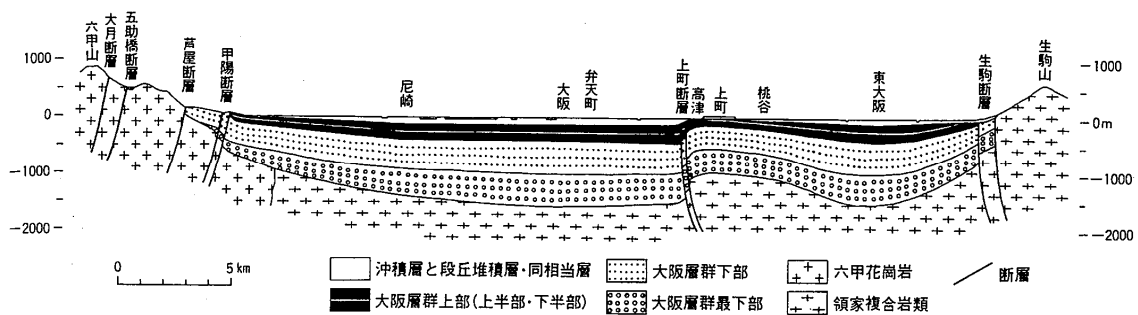 六甲山
大月断層
五助橋断層
芦屋断層
甲陽断層
尼崎
大阪
弁天町
上町断層
高津
上町
桃谷
東大阪
生駒断層
生駒山
1000
0
-1000
-2000
1000
0m
-1000
-2000
0 5 km
沖積層と段丘堆積層・同相当層
大阪層群上部(上半部・下半部)
大阪層群下部
大阪層群最下部
六甲花崗岩
領家複合岩類
断層